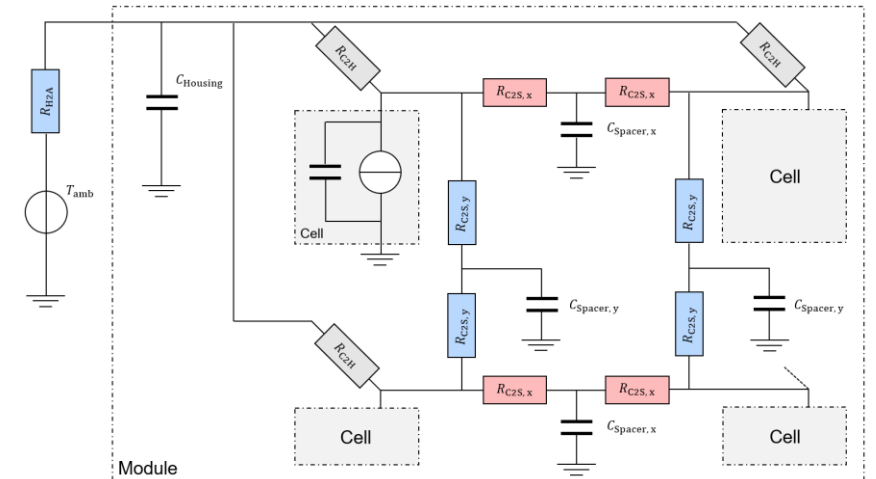 R_C2H
R_C2H
C_Housing
R_H2A
R_C2S, x
R_C2S, x
C_Spacer, x
Cell
T_amb
R_C2S, y
R_C2S, y
Cell
C_Spacer, y
C_Spacer, y
R_C2S, y
R_C2S, y
R_C2H
R_C2S, x
R_C2S, x
Cell
C_Spacer, x
Cell
Module